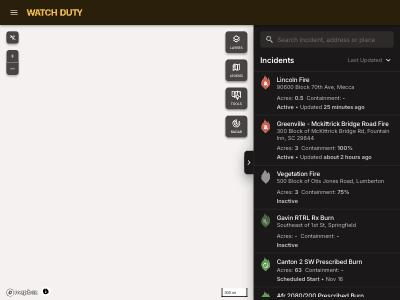 WATCH DUTY
+
−
LAYERS
LEGEND
TOOLS
RADAR
mapbox
300 mi
Search incident, address or place
Incidents
Last Updated
Lincoln Fire
90600 Block 70th Ave, Mecca
Acres: 0.5 Containment: -
Active • Updated 25 minutes ago
Greenville - Mckittrick Bridge Road Fire
300 Block of McKittrick Bridge Rd, Fountain
Inn, SC 29644
Acres: 3 Containment: 100%
Active • Updated about 2 hours ago
Vegetation Fire
500 Block of Otis Jones Road, Lumberton
Acres: 3 Containment: 75%
Inactive
Gavin RTRL Rx Burn
Southeast of 1st St, Springfield
Acres: - Containment: -
Inactive
Canton 2 SW Prescribed Burn
Acres: 63 Containment: -
Scheduled Start • Nov 16
Afr 2080/200 Prescribed Burn